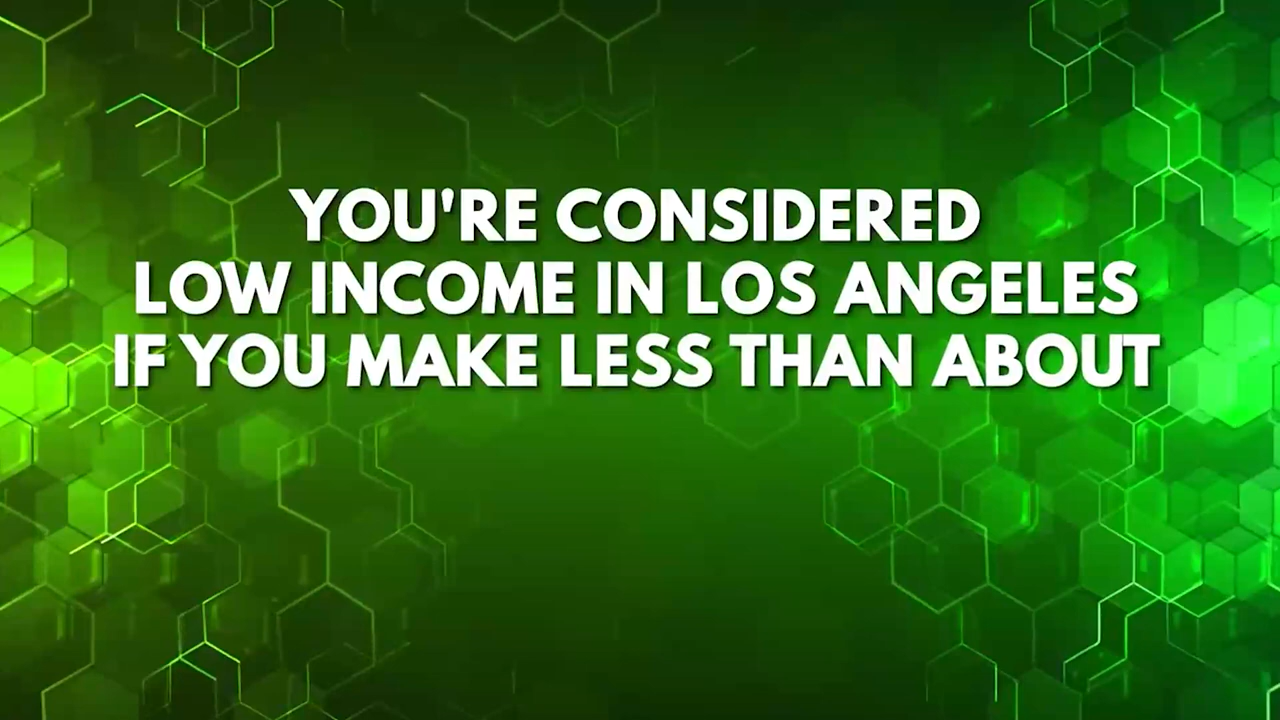 YOU'RE CONSIDERED
LOW INCOME IN LOS ANGELES
IF YOU MAKE LESS THAN ABOUT